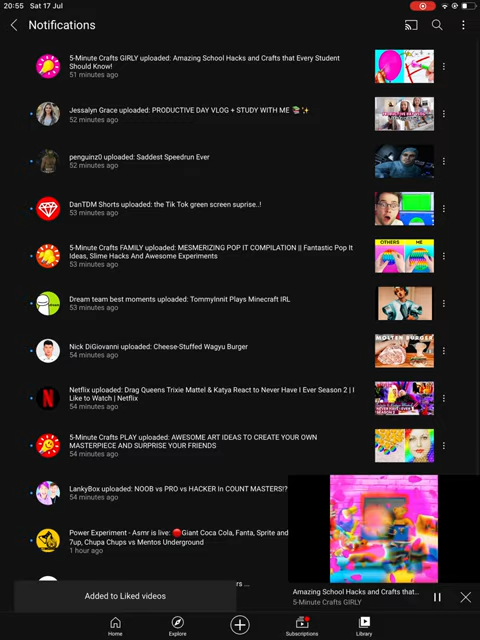 20:55 Sat 17 Jul
Notifications
5-Minute Crafts GIRLY uploaded: Amazing School Hacks and Crafts that Every Student
Should Know!
51 minutes ago
Jessalyn Grace uploaded: PRODUCTIVE DAY VLOG + STUDY WITH ME 📚✨
52 minutes ago
penguinz0 uploaded: Saddest Speedrun Ever
52 minutes ago
DanTDM Shorts uploaded: the Tik Tok green screen suprise..!
53 minutes ago
5-Minute Crafts FAMILY uploaded: MESMERIZING POP IT COMPILATION || Fantastic Pop It
Ideas, Slime Hacks And Awesome Experiments
53 minutes ago
OTHERS ME
Dream team best moments uploaded: TommyInnit Plays Minecraft IRL
53 minutes ago
Nick DiGiovanni uploaded: Cheese-Stuffed Wagyu Burger
54 minutes ago
MOLTEN BURGER
Netflix uploaded: Drag Queens Trixie Mattel & Katya React to Never Have I Ever Season 2 | I
Like to Watch | Netflix
54 minutes ago
NEVER HAVE I EVER
5-Minute Crafts PLAY uploaded: AWESOME ART IDEAS TO CREATE YOUR OWN
MASTERPIECE AND SURPRISE YOUR FRIENDS
54 minutes ago
LankyBox uploaded: NOOB vs PRO vs HACKER In COUNT MASTERS!?
54 minutes ago
Power Experiment - Asmr is live: 🔴Giant Coca Cola, Fanta, Sprite and
7up, Chupa Chups vs Mentos Underground
1 hour ago
rs ...
Added to Liked videos
Amazing School Hacks and Crafts that...
5-Minute Crafts GIRLY
Home
Explore
Subscriptions
Library